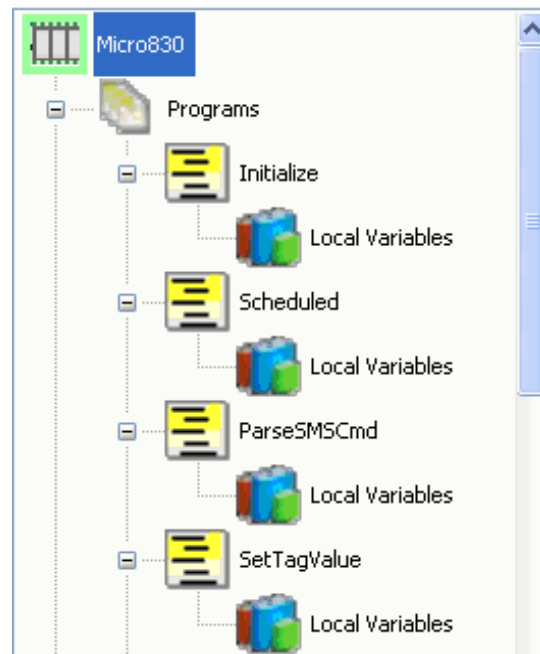 Micro830
Programs
Initialize
Local Variables
Scheduled
Local Variables
ParseSMSCmd
Local Variables
SetTagValue
Local Variables